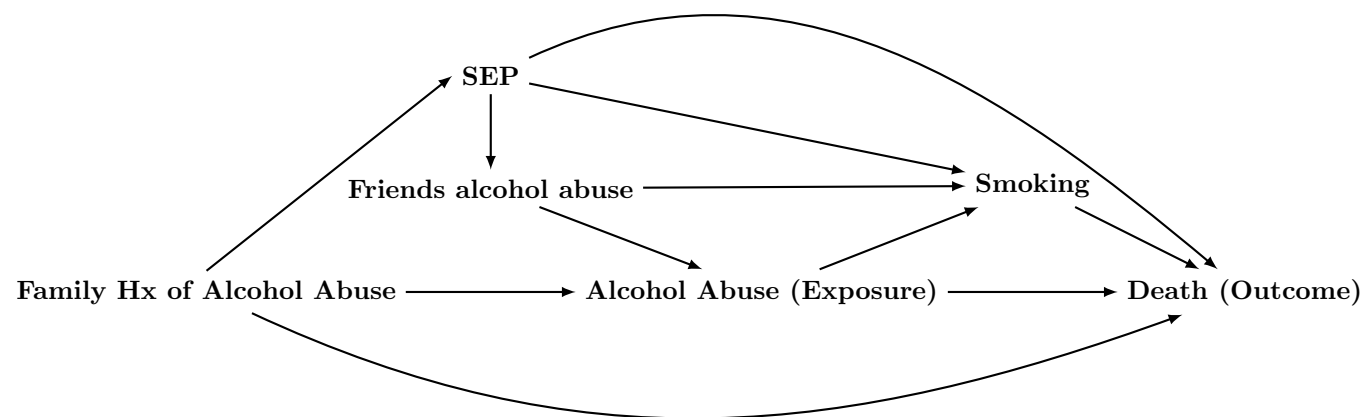 SEP
Friends alcohol abuse
Smoking
Family Hx of Alcohol Abuse
Alcohol Abuse (Exposure)
Death (Outcome)